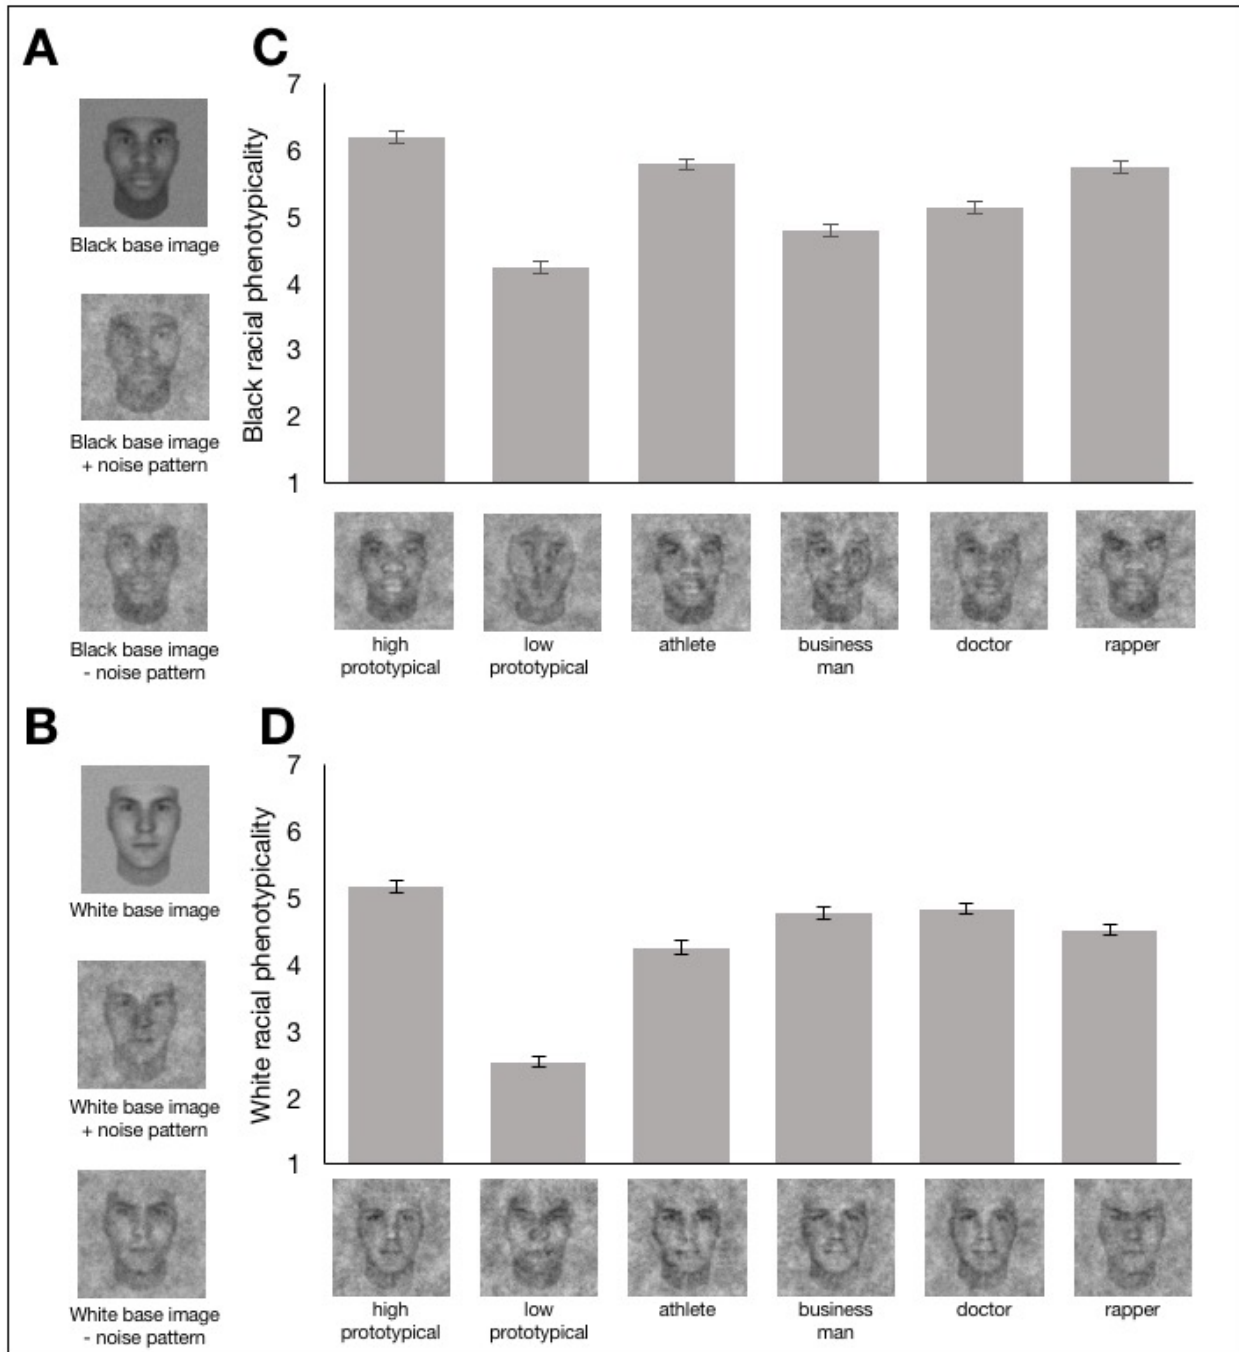 A
Black base image
Black base image
+ noise pattern
Black base image
- noise pattern
C
Black racial phenotypicality
7
6
5
4
3
2
1
high
prototypical
low
prototypical
athlete
business
man
doctor
rapper
B
White base image
White base image
+ noise pattern
White base image
- noise pattern
D
White racial phenotypicality
7
6
5
4
3
2
1
high
prototypical
low
prototypical
athlete
business
man
doctor
rapper